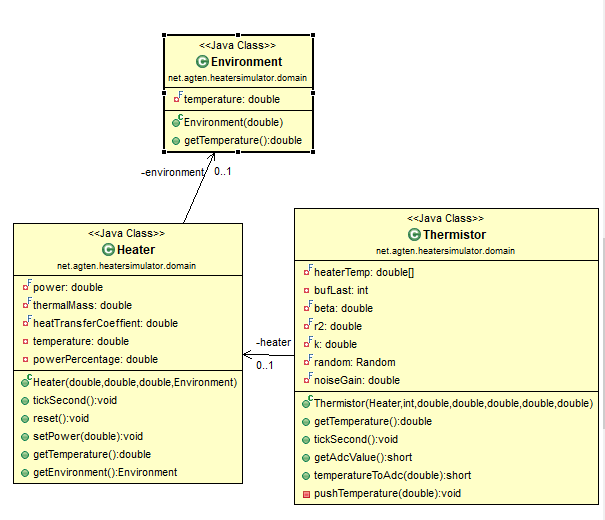 <<Java Class>>
Environment
net.agten.heatersimulator.domain
temperature: double
Environment(double)
getTemperature():double
-environment 0..1
<<Java Class>>
Heater
net.agten.heatersimulator.domain
power: double
thermalMass: double
heatTransferCoeffient: double
temperature: double
powerPercentage: double
Heater(double,double,double,Environment)
tickSecond():void
reset():void
setPower(double):void
getTemperature():double
getEnvironment():Environment
-heater
0..1
<<Java Class>>
Thermistor
net.agten.heatersimulator.domain
heaterTemp: double[]
bufLast: int
beta: double
r2: double
k: double
random: Random
noiseGain: double
Thermistor(Heater,int,double,double,double,double,double)
getTemperature():double
tickSecond():void
getAdcValue():short
temperatureToAdc(double):short
pushTemperature(double):void